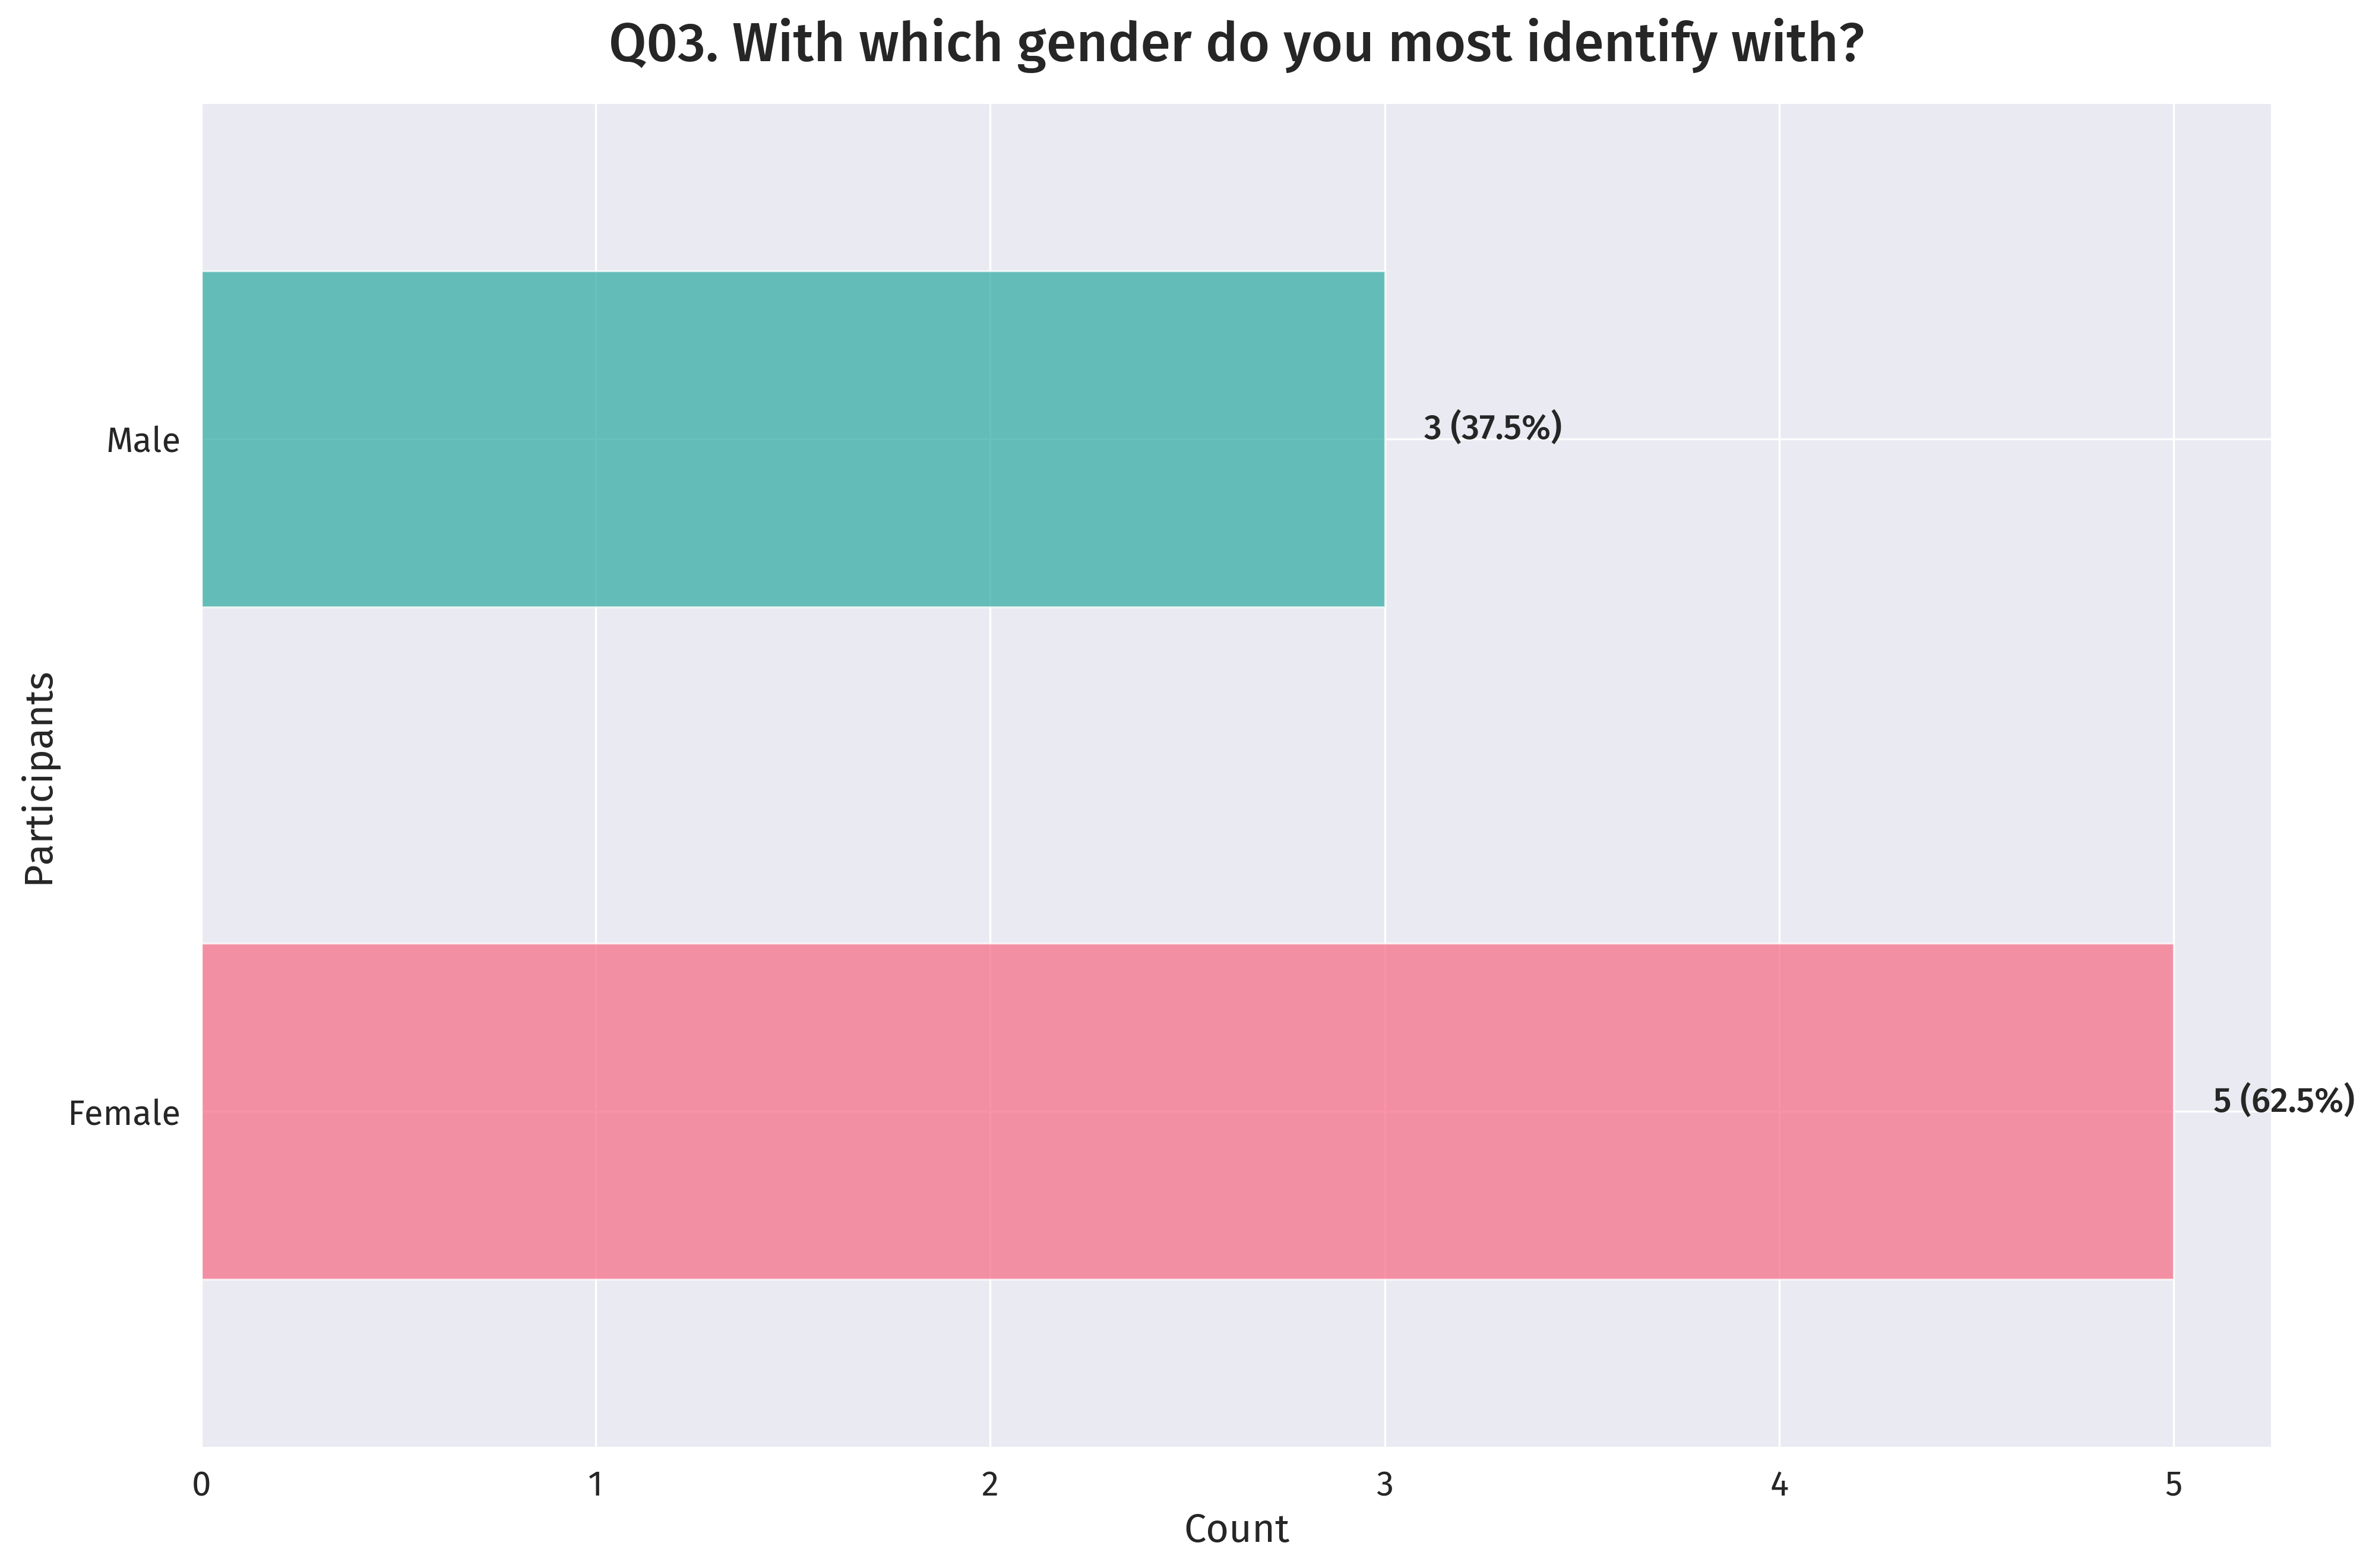 Q03. With which gender do you most identify with?
Participants
Male
3 (37.5%)
Female
5 (62.5%)
0 1 2 3 4 5
Count